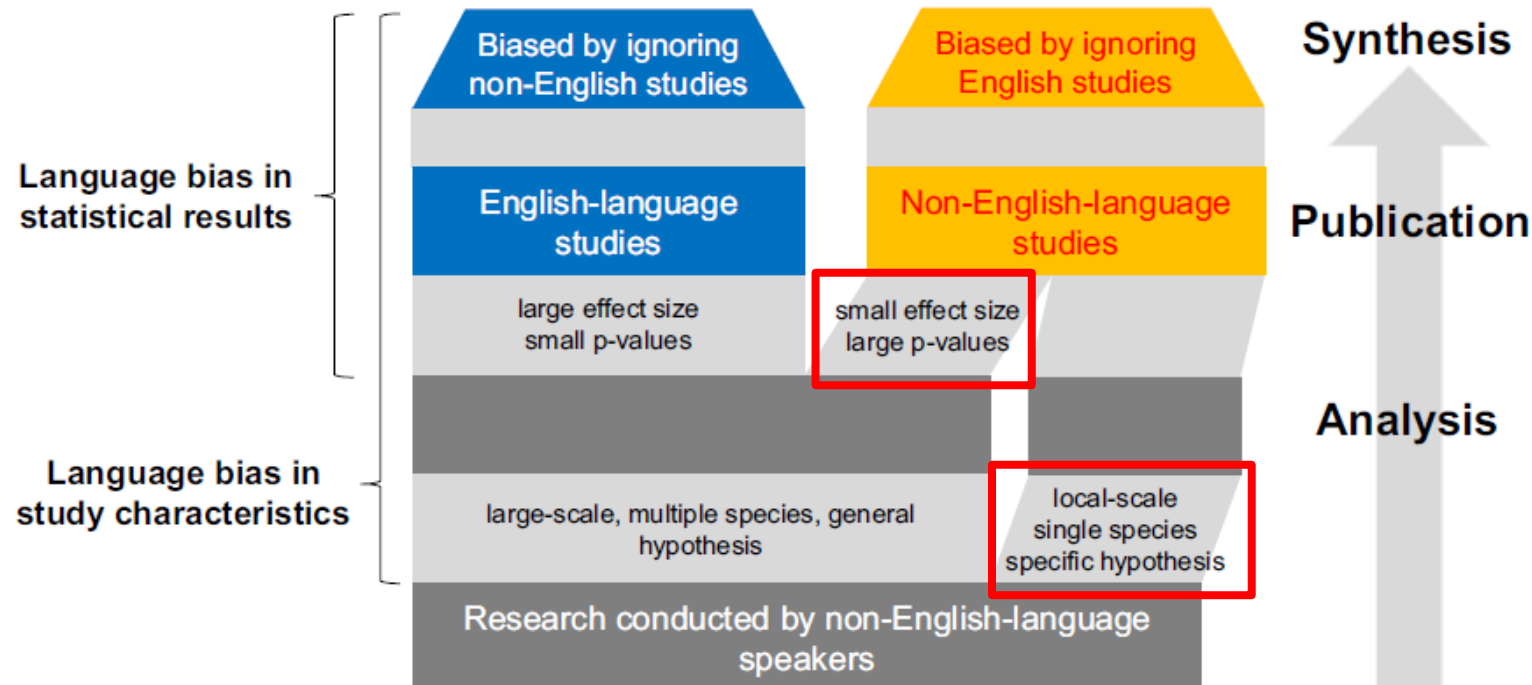 Biased by ignoring
non-English studies
Biased by ignoring
English studies
Synthesis
Language bias in
statistical results
English-language
studies
Non-English-language
studies
Publication
large effect size
small p-values
small effect size
large p-values
Analysis
Language bias in
study characteristics
large-scale, multiple species, general
hypothesis
local-scale
single species
specific hypothesis
Research conducted by non-English-language
speakers